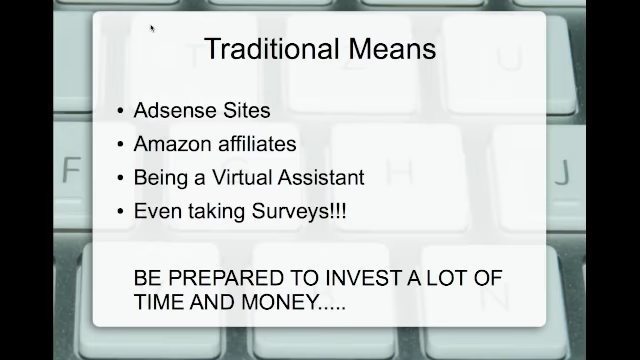 Traditional Means
• Adsense Sites
• Amazon affiliates
• Being a Virtual Assistant
• Even taking Surveys!!!
BE PREPARED TO INVEST A LOT OF
TIME AND MONEY.....
F
H
J
T
U
N